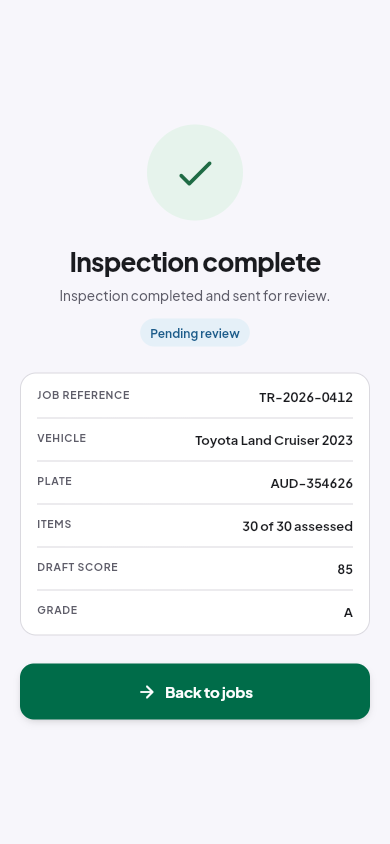 Inspection complete
Inspection completed and sent for review.
Pending review
JOB REFERENCE TR-2026-0412
VEHICLE Toyota Land Cruiser 2023
PLATE AUD-354626
ITEMS 30 of 30 assessed
DRAFT SCORE 85
GRADE A
Back to jobs